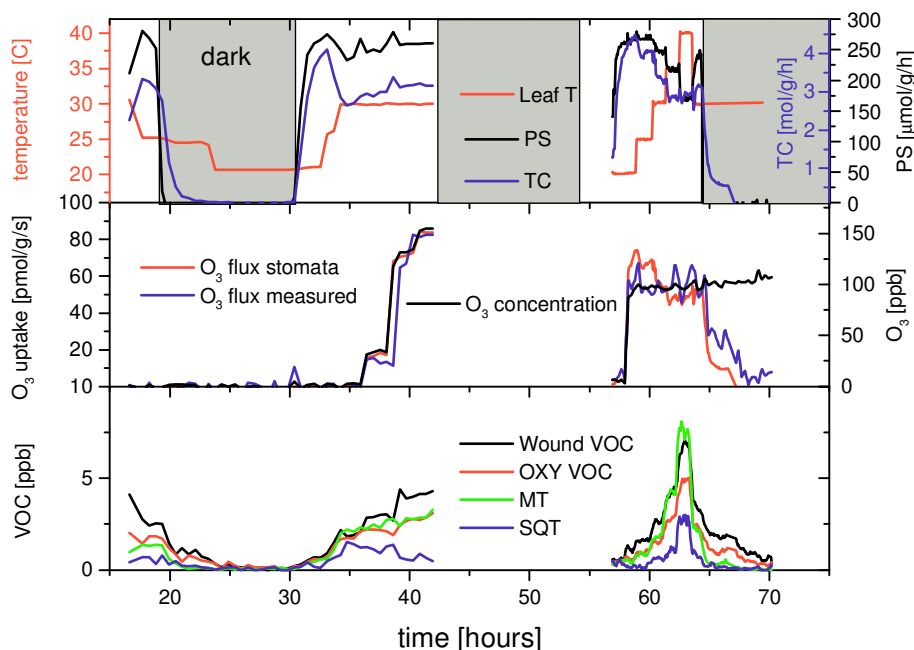 temperature [C]
40
35
30
25
20
dark
Leaf T
PS
TC
300
250
200
150
100
50
0
4
3
2
1
TC [mol/g/h]
PS [µmol/g/h]
O3 uptake [pmol/g/s]
100
80
60
40
20
10
O3 flux stomata
O3 flux measured
O3 concentration
150
100
50
0
O3 [ppb]
VOC [ppb]
5
0
Wound VOC
OXY VOC
MT
SQT
20
30
40
50
60
70
time [hours]